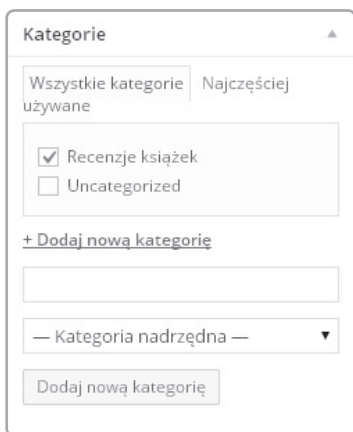 Kategorie
Wszystkie kategorie Najczęściej
używane
Recenzje książek
Uncategorized
+ Dodaj nową kategorię
— Kategoria nadrzędna —
Dodaj nową kategorię